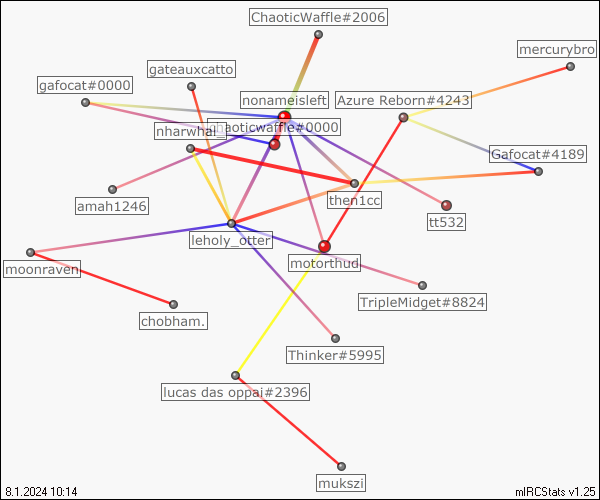 ChaoticWaffle#2006
mercurybro
gateauxcatto
gafocat#0000
nonameisleft
Azure Reborn#4243
chaoticwaffle#0000
nharwhal_
Gafocat#4189
then1cc
amah1246
tt532
leholy_otter
motorthud
moonraven
TripleMidget#8824
chobham.
Thinker#5995
lucas das oppai#2396
mukszi
8.1.2024 10:14
mIRCStats v1.25